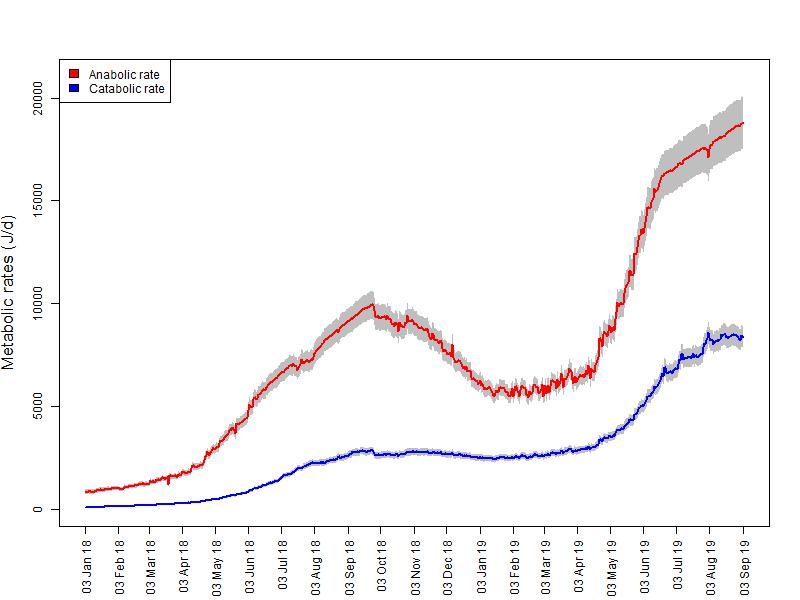 Anabolic rate
Catabolic rate
Metabolic rates (J/d)
20000
15000
10000
5000
0
03 Jan 18
03 Feb 18
03 Mar 18
03 Apr 18
03 May 18
03 Jun 18
03 Jul 18
03 Aug 18
03 Sep 18
03 Oct 18
03 Nov 18
03 Dec 18
03 Jan 19
03 Feb 19
03 Mar 19
03 Apr 19
03 May 19
03 Jun 19
03 Jul 19
03 Aug 19
03 Sep 19